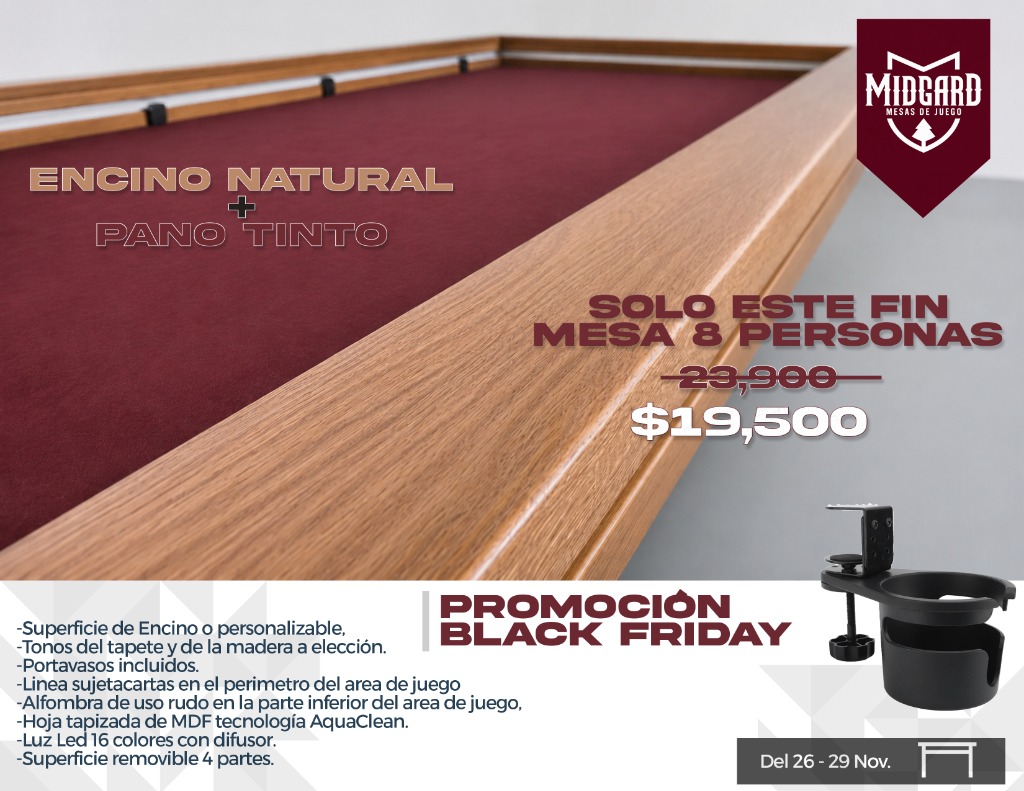 MIDGARD
MESAS DE JUEGO
ENCINO NATURAL
+
PANO TINTO
SOLO ESTE FIN
MESA 8 PERSONAS
23,900
$19,500
PROMOCIÓN
BLACK FRIDAY
-Superficie de Encino o personalizable,
-Tonos del tapete y de la madera a elección.
-Portavasos incluidos.
-Linea sujetacartas en el perimetro del area de juego
-Alfombra de uso rudo en la parte inferior del area de juego,
-Hoja tapizada de MDF tecnología AquaClean.
-Luz Led 16 colores con difusor.
-Superficie removible 4 partes.
Del 26 - 29 Nov.